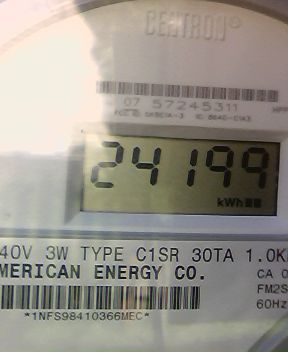 CENTRON®
07 57245311
24199
kWh
40V 3W TYPE C1SR 30TA 1.0K
MERICAN ENERGY CO.
CA 0
FM2S
60Hz
*1NFS98410366MEC*